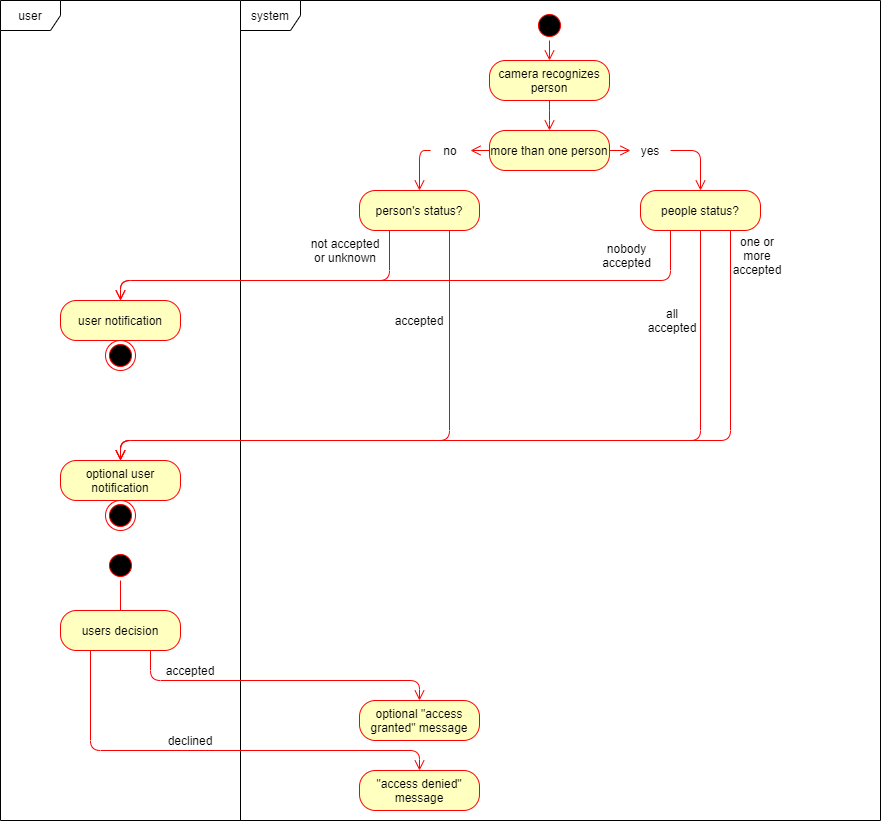 user
system
camera recognizes
person
more than one person
no
yes
person's status?
people status?
not accepted
or unknown
nobody
accepted
one or
more
accepted
user notification
accepted
all
accepted
optional user
notification
users decision
accepted
optional "access
granted" message
declined
"access denied"
message